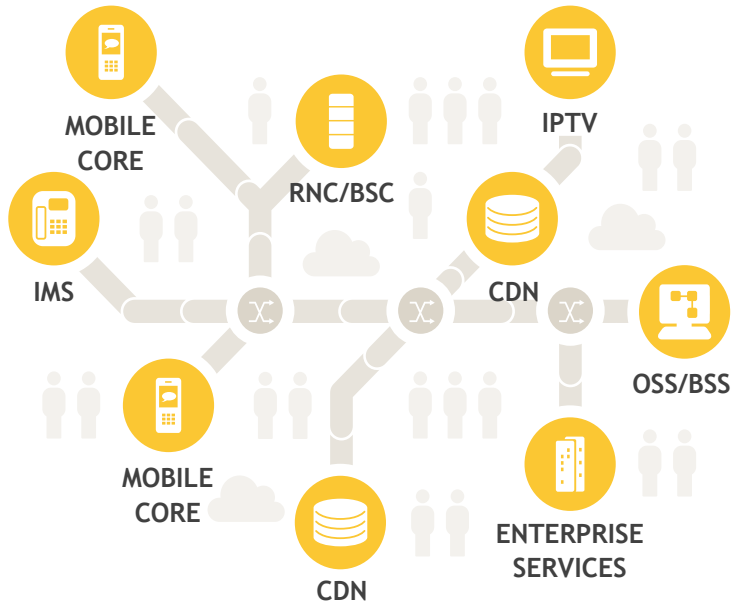 MOBILE
CORE
RNC/BSC
IPTV
IMS
CDN
OSS/BSS
MOBILE
CORE
CDN
ENTERPRISE
SERVICES